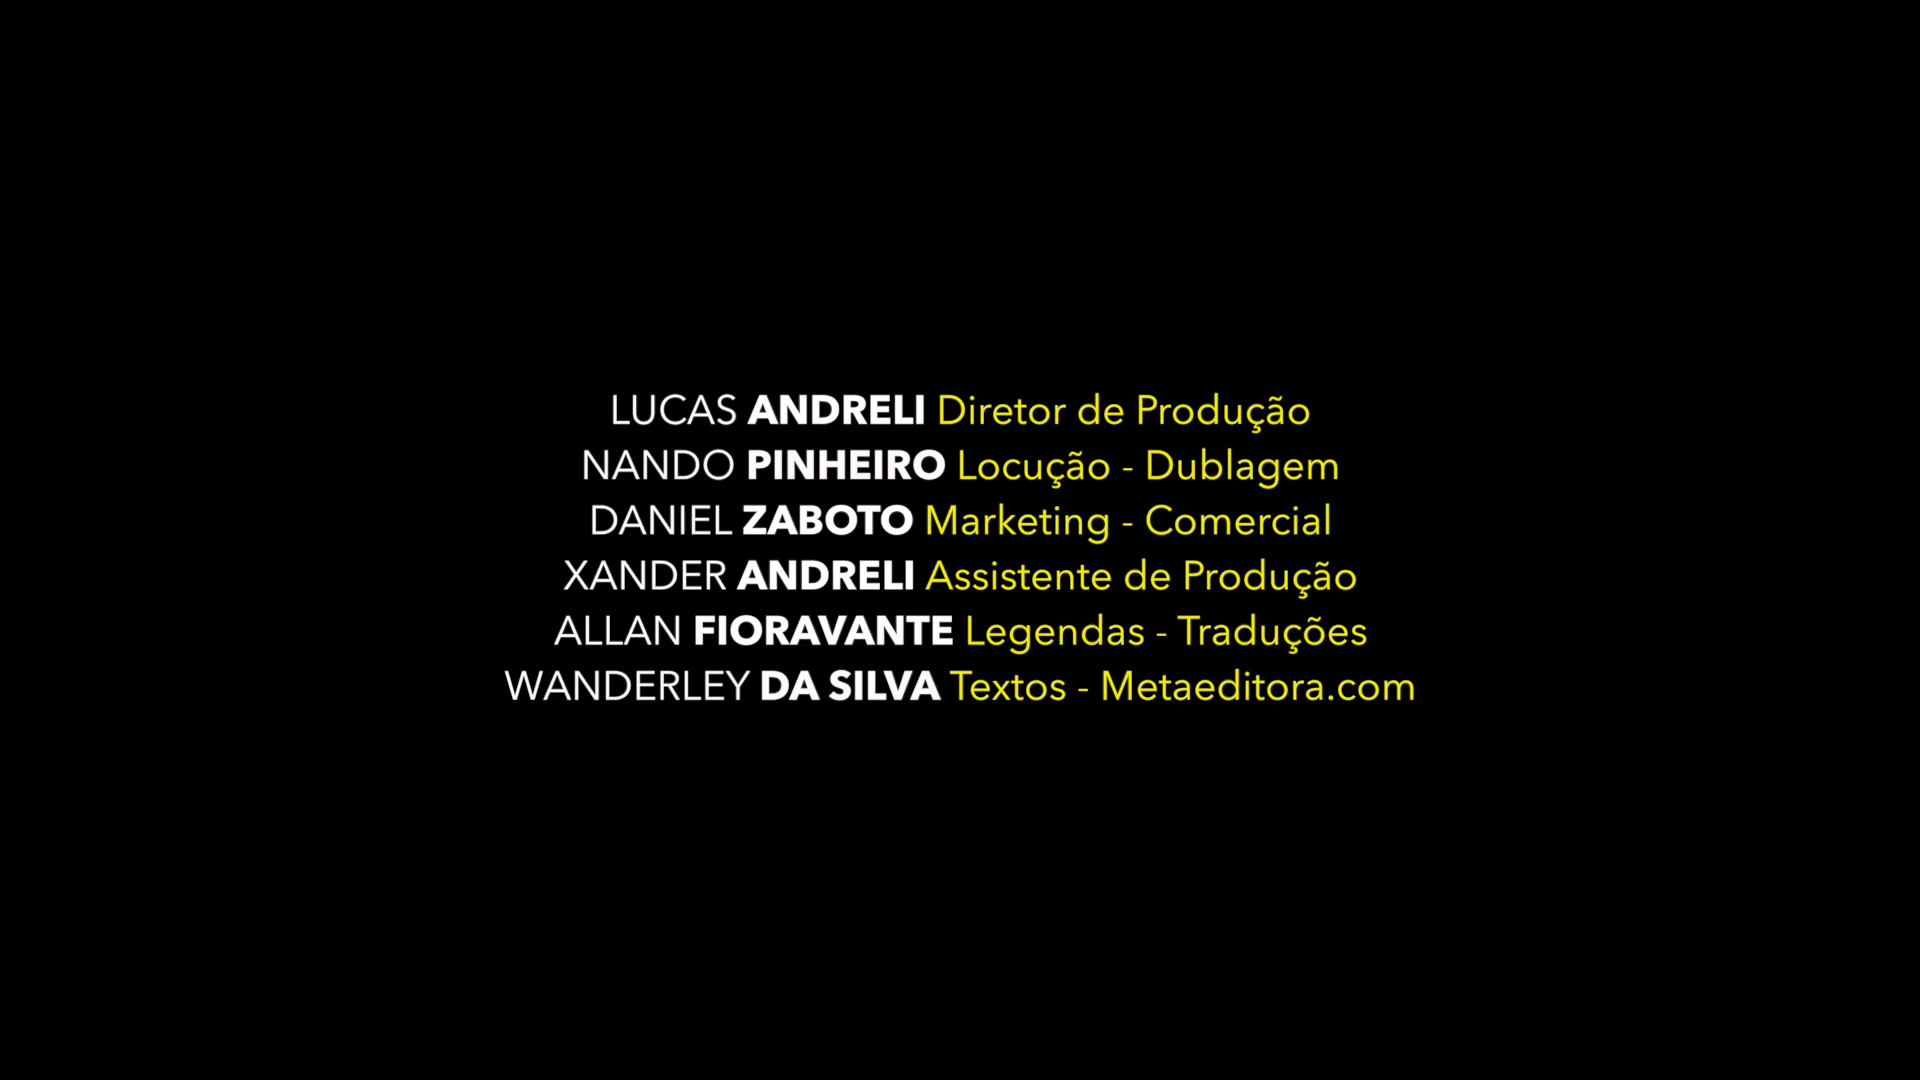 LUCAS ANDRELI Diretor de Produção
NANDO PINHEIRO Locução - Dublagem
DANIEL ZABOTO Marketing - Comercial
XANDER ANDRELI Assistente de Produção
ALLAN FIORAVANTE Legendas - Traduções
WANDERLEY DA SILVA Textos - Metaeditora.com